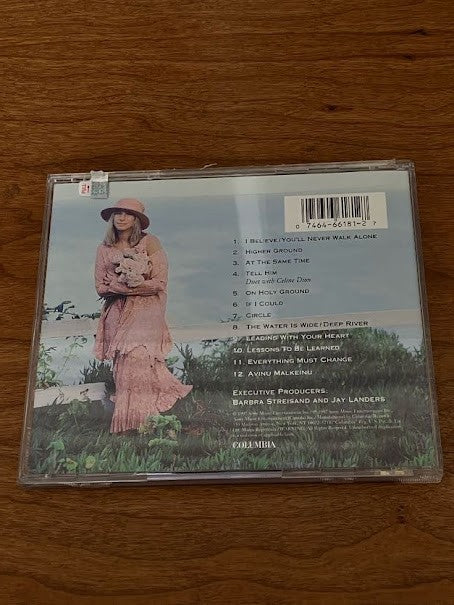 0 7464-66181-2 7
1. I BELIEVE/YOU'LL NEVER WALK ALONE
2. HIGHER GROUND
3. AT THE SAME TIME
4. TELL HIM
Duet with Celine Dion
5. ON HOLY GROUND
6. IF I COULD
7. CIRCLE
8. THE WATER IS WIDE/DEEP RIVER
9. LEADING WITH YOUR HEART
10. LESSONS TO BE LEARNED
11. EVERYTHING MUST CHANGE
12. AVINU MALKEINU
EXECUTIVE PRODUCERS:
BARBRA STREISAND AND JAY LANDERS
COLUMBIA